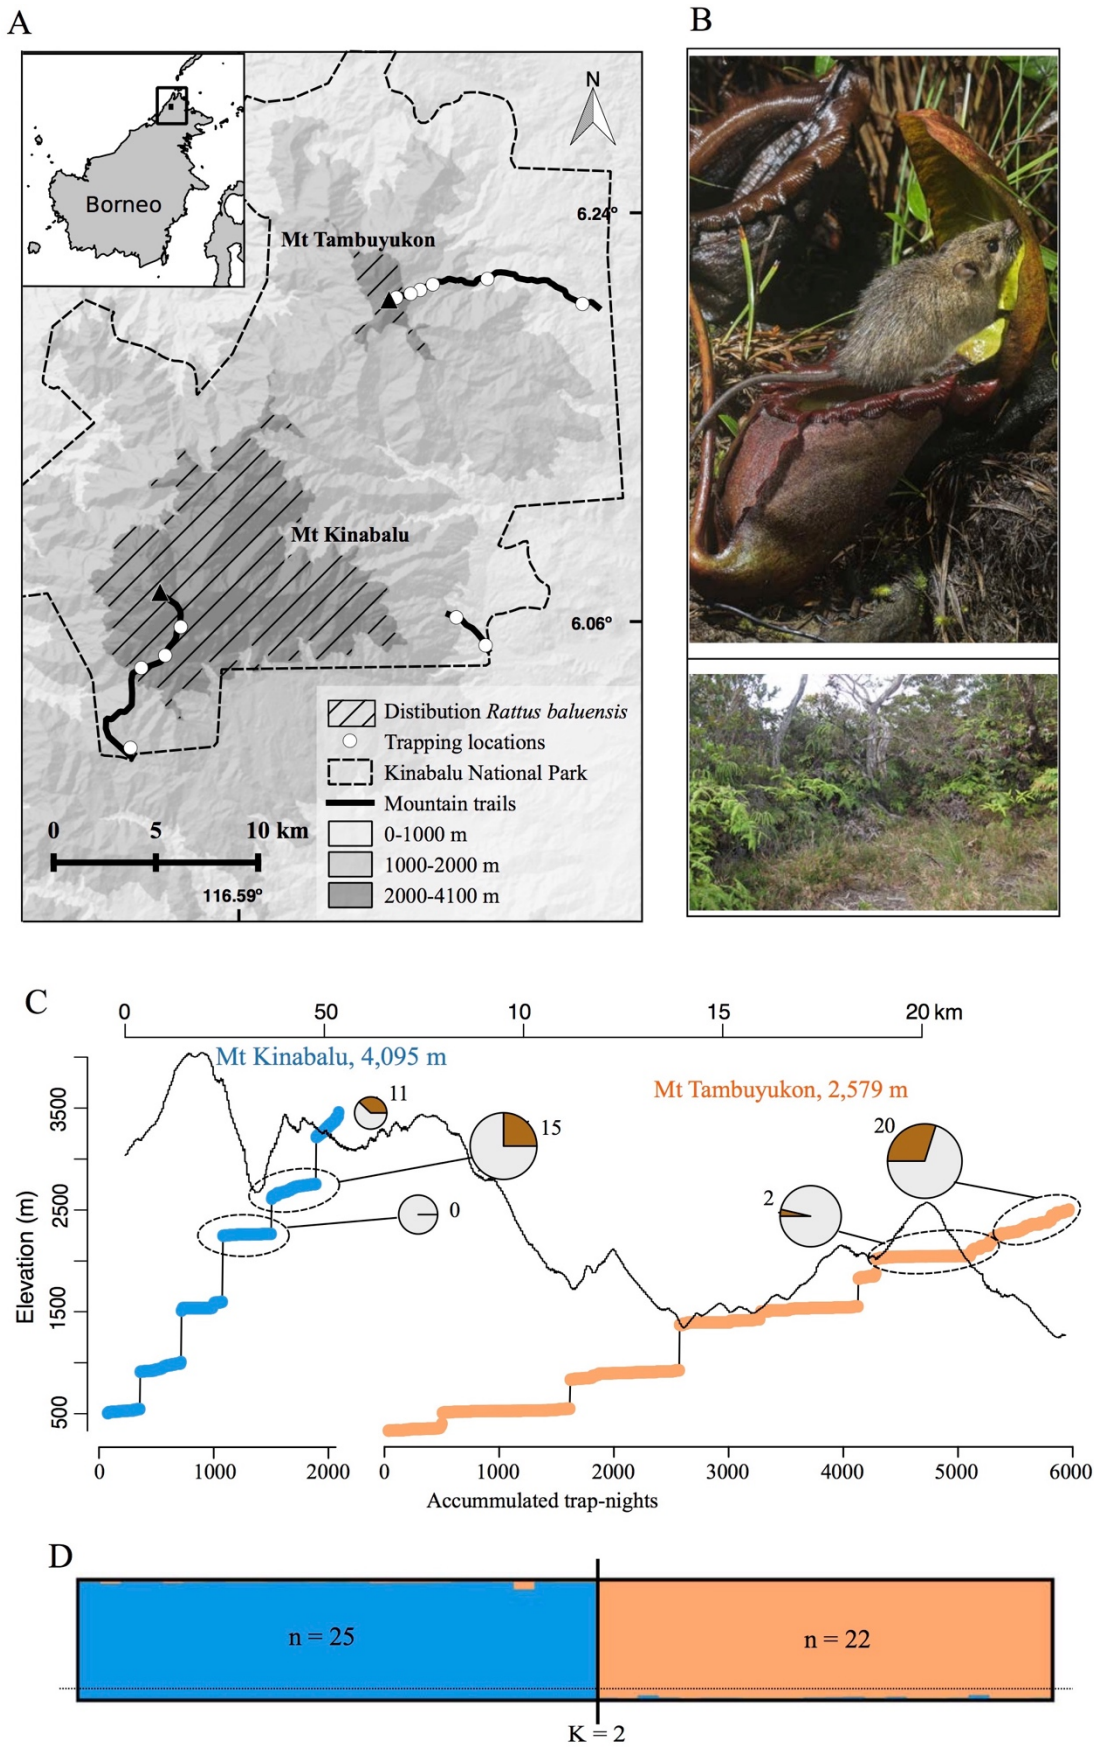 A
B
N
Borneo
6.24°
Mt Tambuyukon
Mt Kinabalu
6.06°
Distibution Rattus baluensis
Trapping locations
Kinabalu National Park
Mountain trails
0-1000 m
1000-2000 m
2000-4100 m
0 5 10 km
116.59°
C
0 50 10 15 20 km
Mt Kinabalu, 4,095 m
Mt Tambuyukon, 2,579 m
11
15
0
20
2
Elevation (m)
3500
2500
1500
500
0 1000 2000 0 1000 2000 3000 4000 5000 6000
Accummulated trap-nights
D
n = 25
n = 22
K = 2